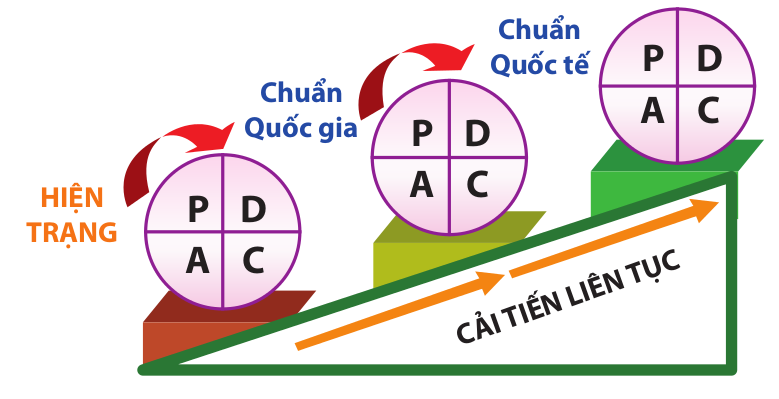 Chuẩn
Quốc tế
P D
A C
Chuẩn
Quốc gia
P D
A C
HIỆN
TRẠNG
P D
A C
CẢI TIẾN LIÊN TỤC